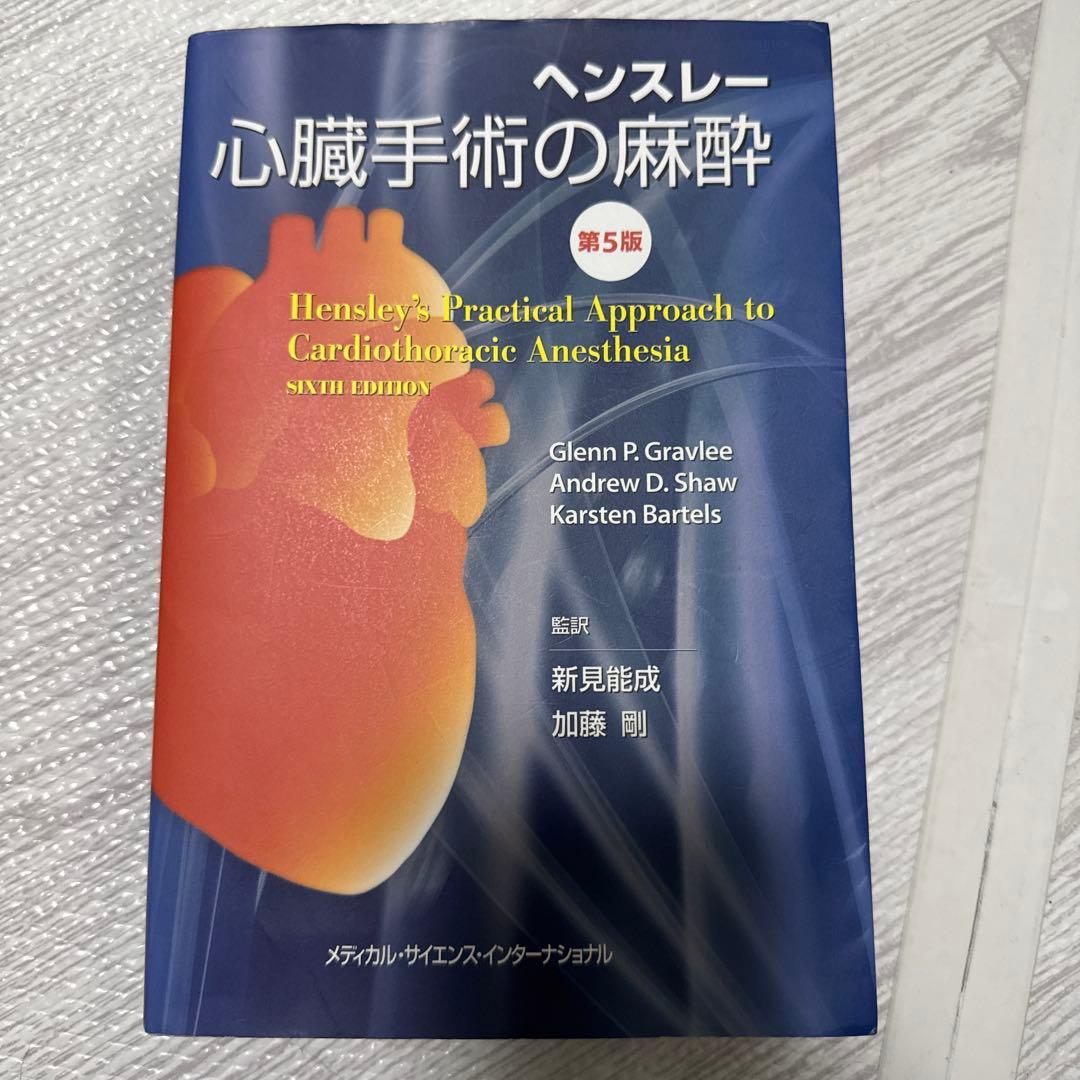 ヘンスレー
心臓手術の麻酔
第5版
Hensley's Practical Approach to
Cardiothoracic Anesthesia
SIXTH EDITION
Glenn P. Gravlee
Andrew D. Shaw
Karsten Bartels
監訳
新見能成
加藤 剛
メディカル・サイエンス・インターナショナル